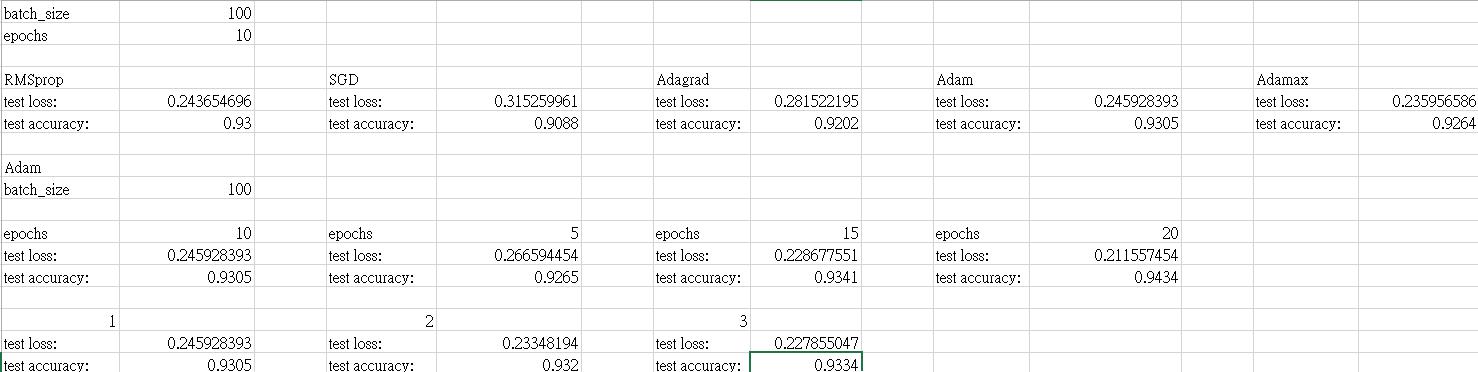 batch_size 100
epochs 10
RMSprop SGD Adagrad Adam Adamax
test loss: 0.243654696 test loss: 0.315259961 test loss: 0.281522195 test loss: 0.245928393 test loss: 0.235956586
test accuracy: 0.93 test accuracy: 0.9088 test accuracy: 0.9202 test accuracy: 0.9305 test accuracy: 0.9264
Adam
batch_size 100
epochs 10 epochs 5 epochs 15 epochs 20
test loss: 0.245928393 test loss: 0.266594454 test loss: 0.228677551 test loss: 0.211557454
test accuracy: 0.9305 test accuracy: 0.9265 test accuracy: 0.9341 test accuracy: 0.9434
1 2 3
test loss: 0.245928393 test loss: 0.23348194 test loss: 0.227855047
test accuracy: 0.9305 test accuracy: 0.932 test accuracy: 0.9334